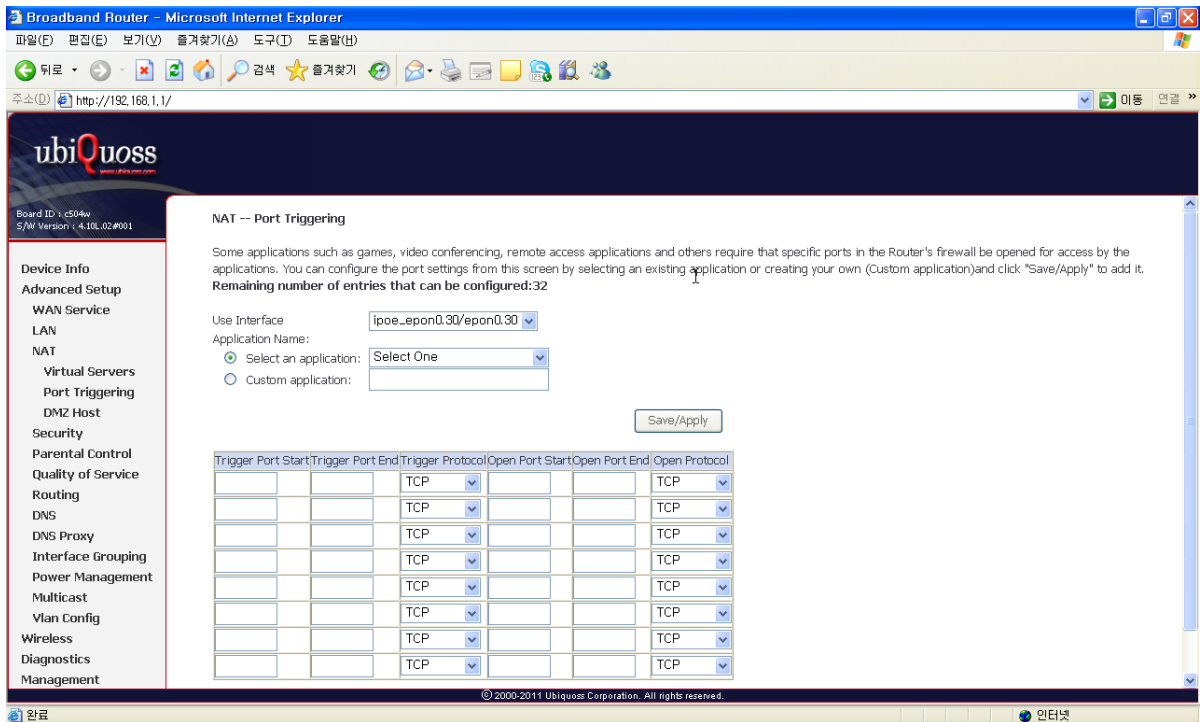 Broadband Router - Microsoft Internet Explorer
파일(F) 편집(E) 보기(V) 즐겨찾기(A) 도구(T) 도움말(H)
뒤로 검색 즐겨찾기
주소(D) http://192.168.1.1/ 이동 연결 »
ubiQuoss
www.ubiquoss.com
Board ID : c504w
S/W Version : 4.10L.02#001
Device Info
Advanced Setup
WAN Service
LAN
NAT
Virtual Servers
Port Triggering
DMZ Host
Security
Parental Control
Quality of Service
Routing
DNS
DNS Proxy
Interface Grouping
Power Management
Multicast
Vlan Config
Wireless
Diagnostics
Management
NAT -- Port Triggering
Some applications such as games, video conferencing, remote access applications and others require that specific ports in the Router's firewall be opened for access by the
applications. You can configure the port settings from this screen by selecting an existing application or creating your own (Custom application)and click "Save/Apply" to add it.
Remaining number of entries that can be configured:32
Use Interface ipoe_epon0.30/epon0.30
Application Name:
Select an application: Select One
Custom application:
Save/Apply
Trigger Port Start Trigger Port End Trigger Protocol Open Port Start Open Port End Open Protocol
TCP TCP
TCP TCP
TCP TCP
TCP TCP
TCP TCP
TCP TCP
TCP TCP
TCP TCP
© 2000-2011 Ubiquoss Corporation. All rights reserved.
완료 인터넷